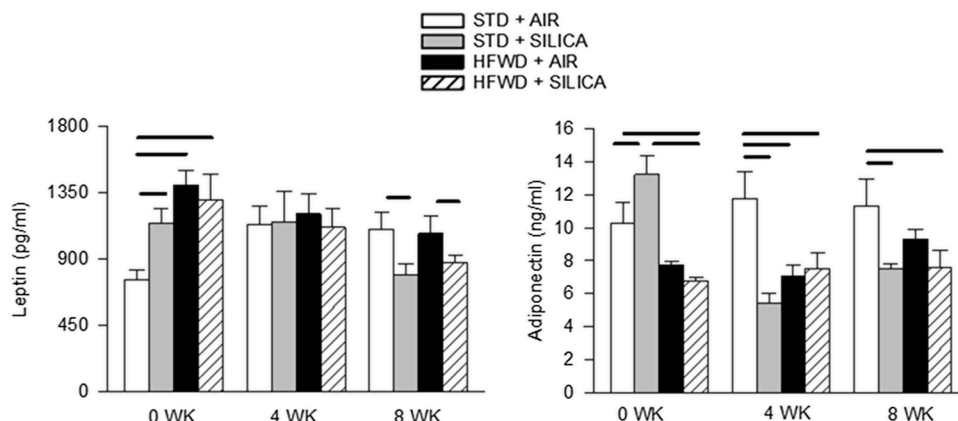 STD + AIR
STD + SILICA
HFWD + AIR
HFWD + SILICA
Leptin (pg/ml)
1800
1350
900
450
0
0 WK 4 WK 8 WK
Adiponectin (ng/ml)
16
14
12
10
8
6
4
2
0
0 WK 4 WK 8 WK